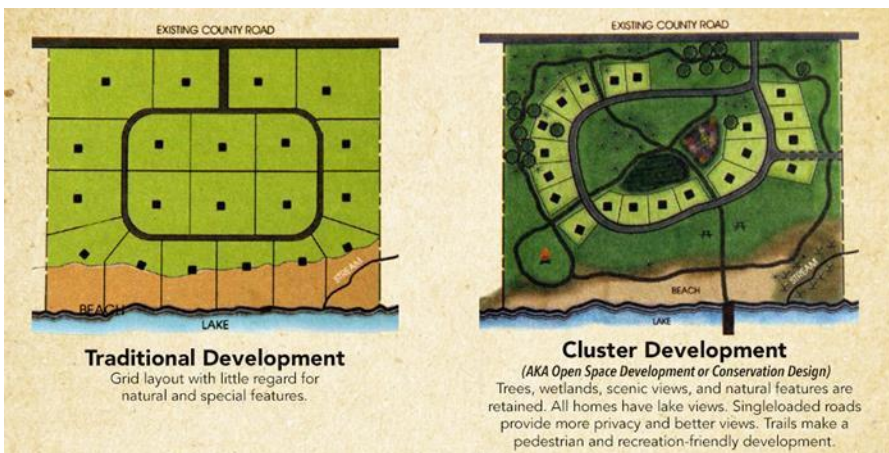 EXISTING COUNTY ROAD
STREAM
BEACH
LAKE
Traditional Development
Grid layout with little regard for
natural and special features.
EXISTING COUNTY ROAD
STREAM
BEACH
LAKE
Cluster Development
(AKA Open Space Development or Conservation Design)
Trees, wetlands, scenic views, and natural features are
retained. All homes have lake views. Singleloaded roads
provide more privacy and better views. Trails make a
pedestrian and recreation-friendly development.